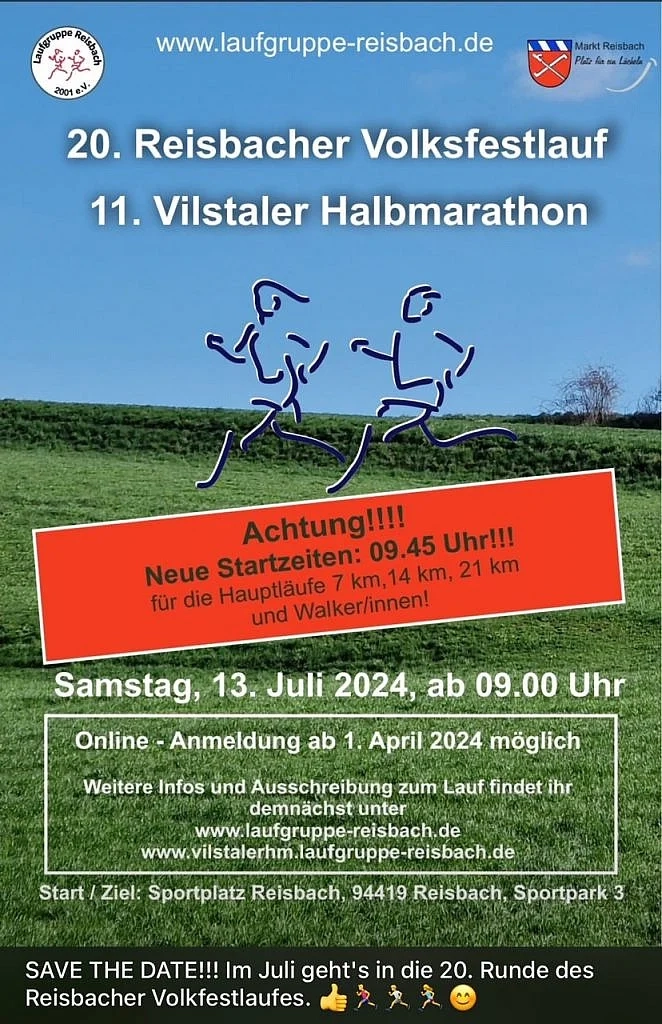 Laufgruppe Reisbach
2001 e.V.
www.laufgruppe-reisbach.de
Markt Reisbach
Platz für ein Lächeln
20. Reisbacher Volksfestlauf
11. Vilstaler Halbmarathon
Achtung!!!!
Neue Startzeiten: 09.45 Uhr!!!
für die Hauptläufe 7 km,14 km, 21 km
und Walker/innen!
Samstag, 13. Juli 2024, ab 09.00 Uhr
Online - Anmeldung ab 1. April 2024 möglich
Weitere Infos und Ausschreibung zum Lauf findet ihr
demnächst unter
www.laufgruppe-reisbach.de
www.vilstalerhm.laufgruppe-reisbach.de
Start / Ziel: Sportplatz Reisbach, 94419 Reisbach, Sportpark 3
SAVE THE DATE!!! Im Juli geht's in die 20. Runde des
Reisbacher Volkfestlaufes. 👍🏃‍♀️🏃🏃‍♂️😊